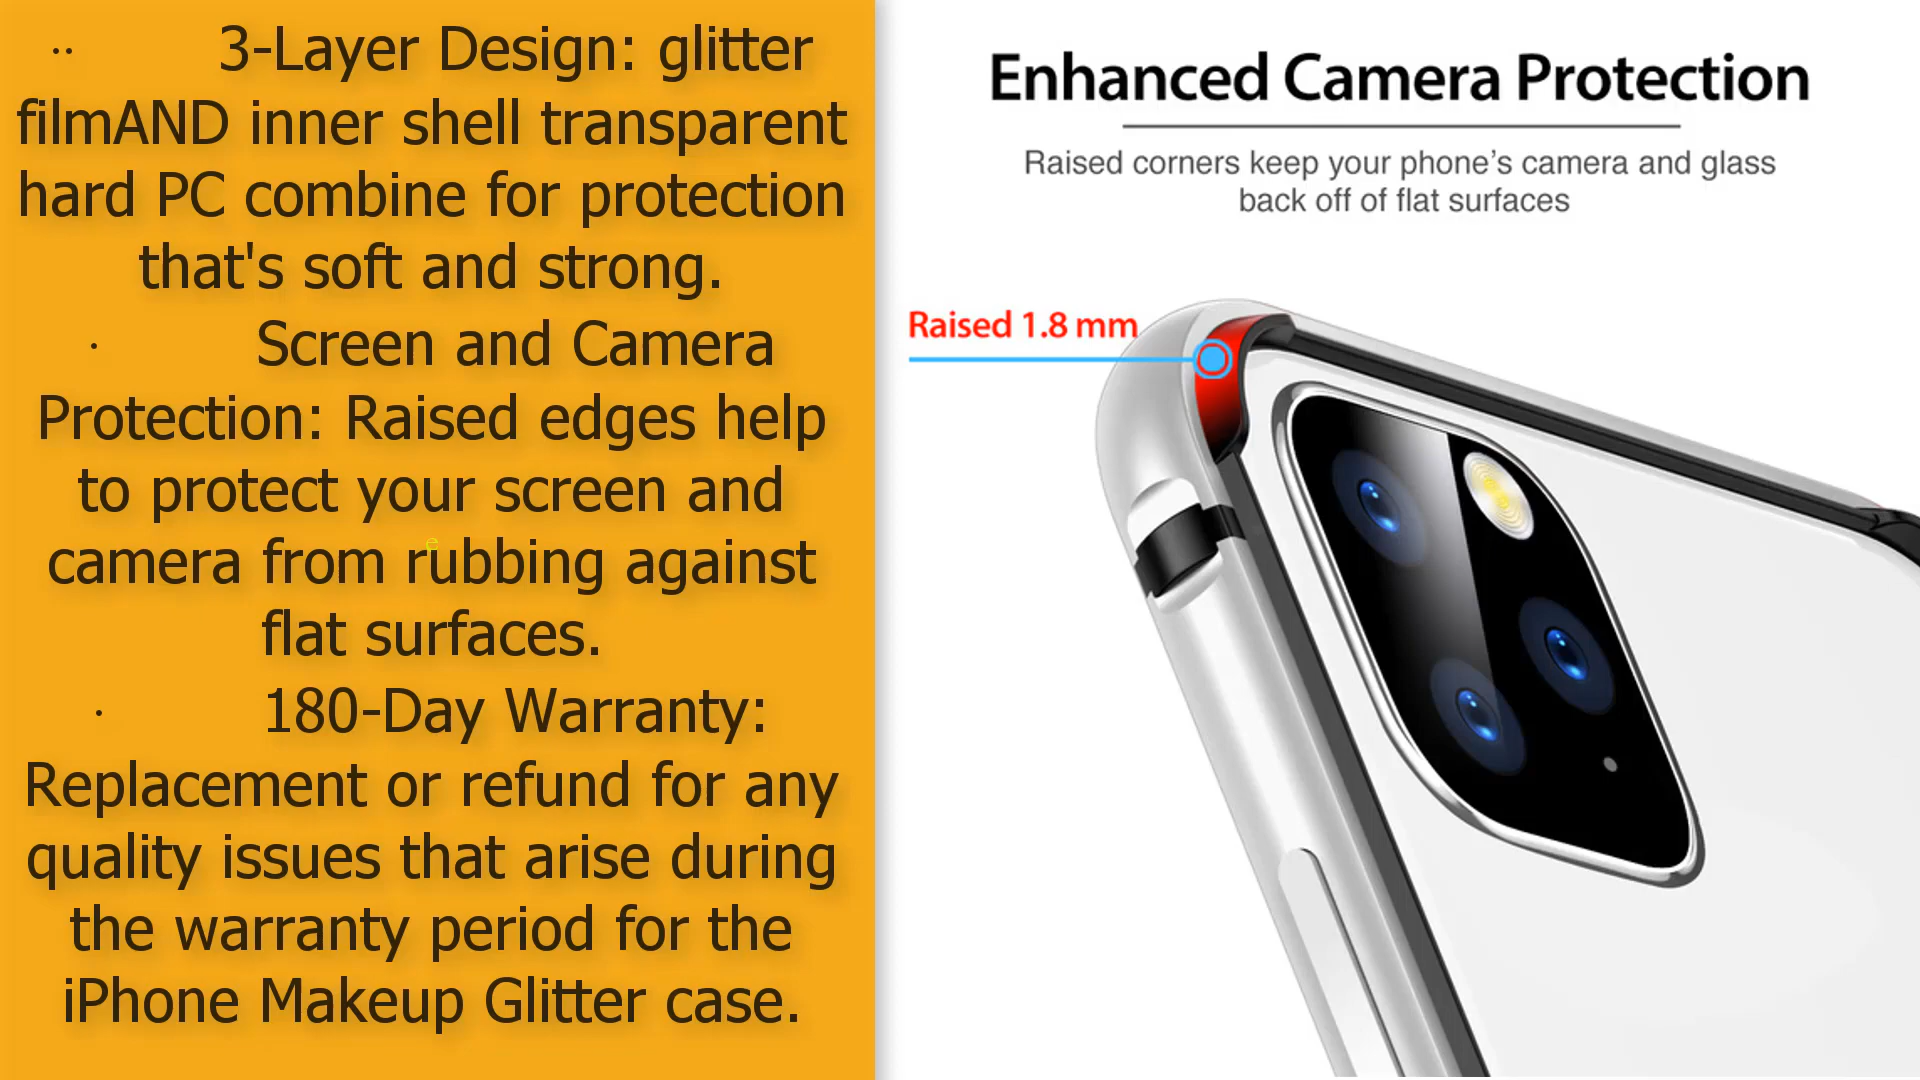 ·· 3-Layer Design: glitter
filmAND inner shell transparent
hard PC combine for protection
that's soft and strong.
· Screen and Camera
Protection: Raised edges help
to protect your screen and
camera from rubbing against
flat surfaces.
· 180-Day Warranty:
Replacement or refund for any
quality issues that arise during
the warranty period for the
iPhone Makeup Glitter case.
Enhanced Camera Protection
Raised corners keep your phone’s camera and glass
back off of flat surfaces
Raised 1.8 mm